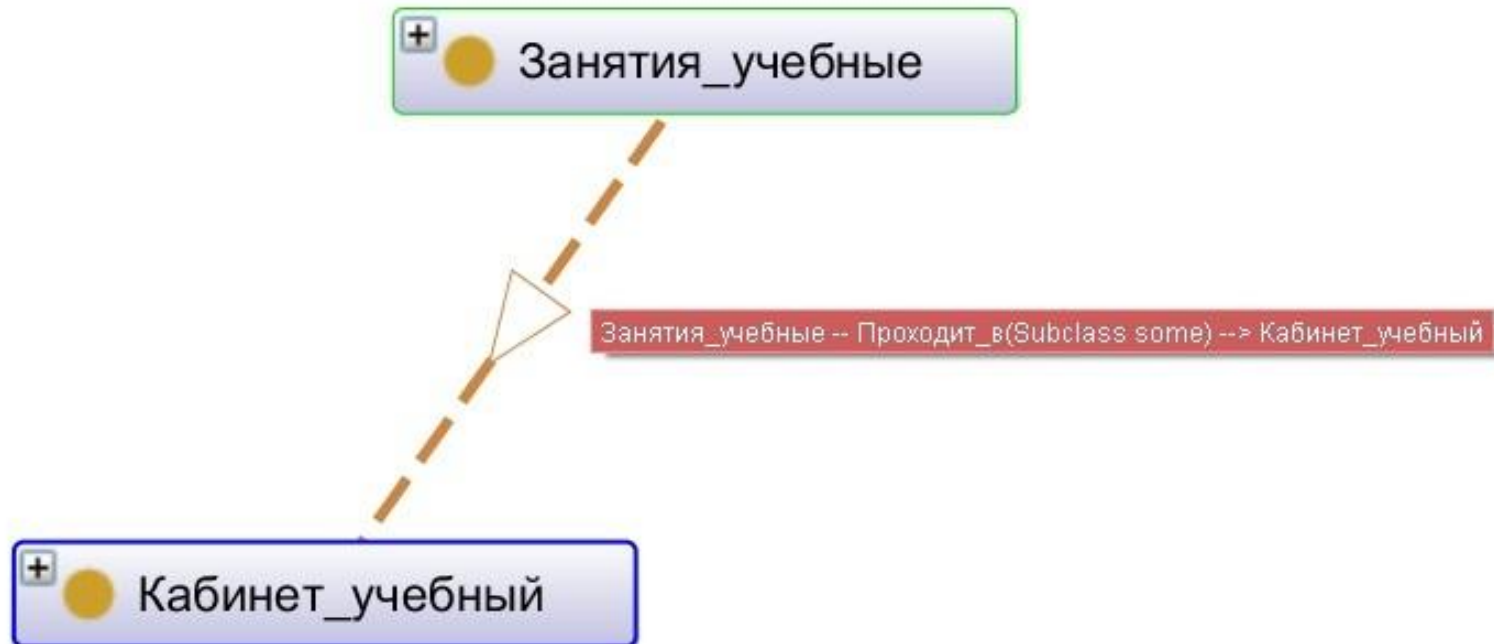 Занятия_учебные
Занятия_учебные -- Проходит_в(Subclass some) --> Кабинет_учебный
Кабинет_учебный